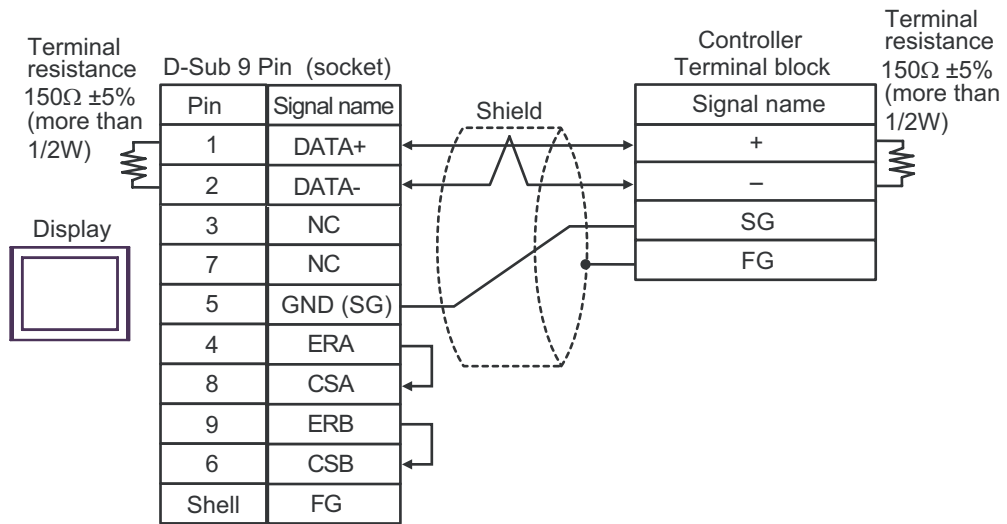 Terminal
resistance
150Ω ±5%
(more than
1/2W)
D-Sub 9 Pin (socket)
Pin Signal name
1 DATA+
2 DATA-
3 NC
7 NC
5 GND (SG)
4 ERA
8 CSA
9 ERB
6 CSB
Shell FG
Display
Shield
Controller
Terminal block
Signal name
+
–
SG
FG
Terminal
resistance
150Ω ±5%
(more than
1/2W)